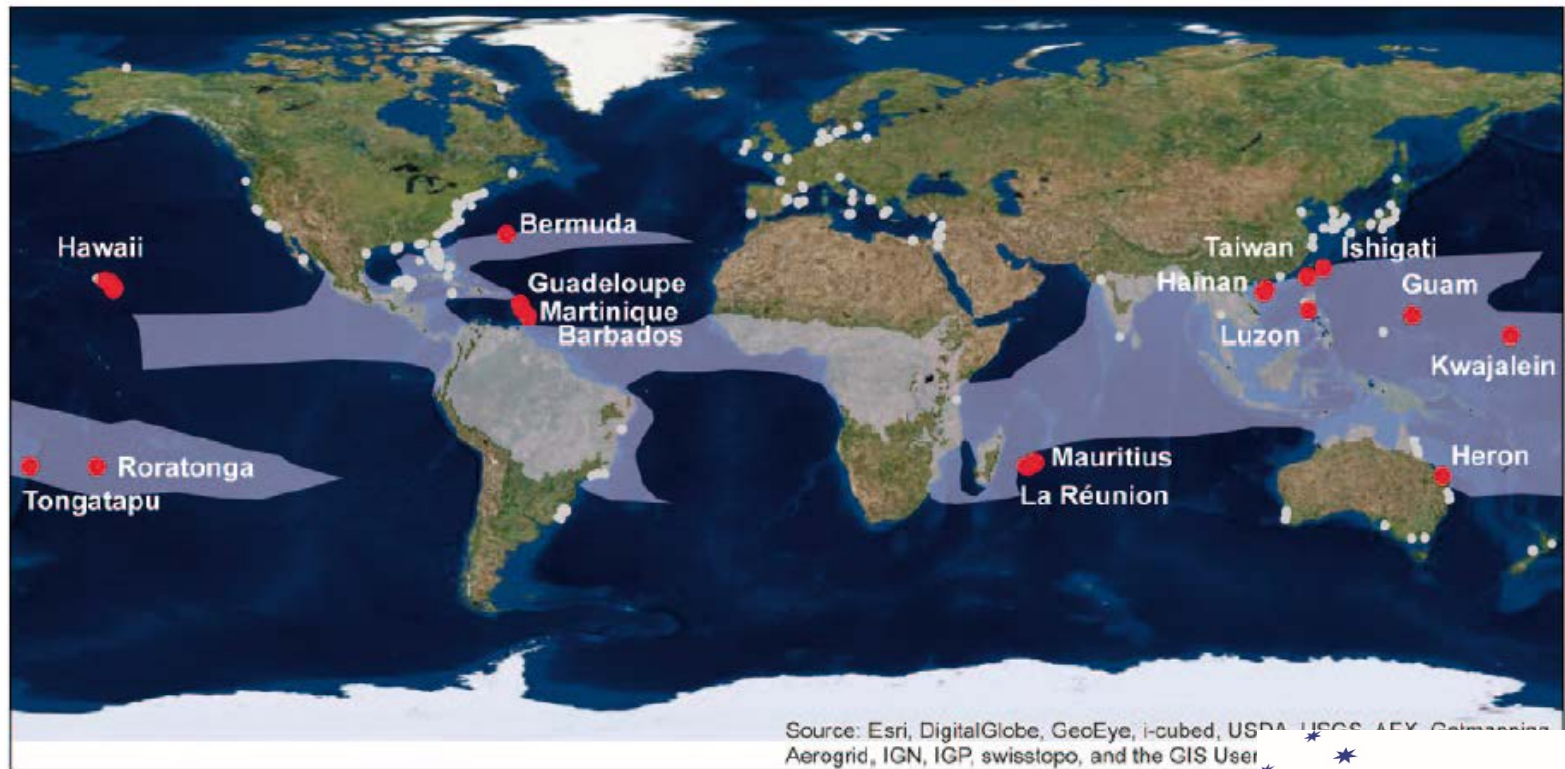 Hawaii
Bermuda
Guadeloupe
Martinique
Barbados
Taiwan
Ishigati
Hainan
Guam
Luzon
Kwajalein
Roratonga
Tongatapu
Mauritius
La Réunion
Heron
Source: Esri, DigitalGlobe, GeoEye, i-cubed, USDA, USGS, AEX, Getmapping,
Aerogrid, IGN, IGP, swisstopo, and the GIS User